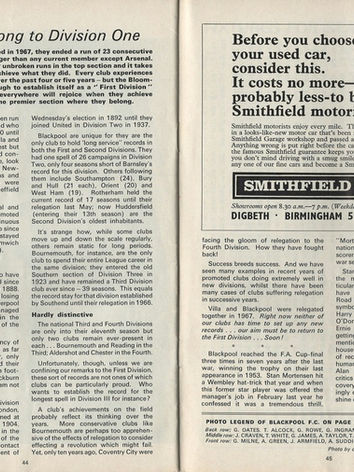 ong to Division One
d in 1967, they ended a run of 23 consecutive
ger than any current member except Arsenal.
unbroken runs in the top section and it takes
chieve what they did. Every club experiences
ver the past four or five years – but the Bloom-
ugh to establish itself as a " First Division "
everywhere will rejoice when they achieve
he premier section where they belong.
Wednesday's election in 1892 until they
joined United in Division Two in 1937.
Blackpool are unique for they are the
only club to hold 'long service' records in
both the First and Second Divisions. They
had one spell of 26 campaigns in Division
Two, only four seasons short of Barnsley's
record for this division. Others following
them include Southampton (24), Bury
and Hull (21 each), Orient (20) and
West Ham (19). Rotherham held the
current record of 17 seasons until their
relegation last May; now Huddersfield
(entering their 13th season) are the
Second Division's oldest inhabitants.
It's strange how, while some clubs
move up and down the scale regularly,
others remain static for long periods.
Bournemouth, for instance, are the only
club to spend their entire League career in
the same division; they entered the old
Southern section of Division Three in
1923 and have remained a Third Division
club ever since – 39 seasons. This equals
the record stay for that division established
by Southend until their relegation in 1966.
Hardly distinctive
The national Third and Fourth Divisions
are only into their eleventh season but
only two clubs remain ever-present in
each . . . Bournemouth and Reading in the
Third; Aldershot and Chester in the Fourth.
Unfortunately, though, unless we are
confining our remarks to the First Division,
these sort of records are not ones of which
clubs can be particularly proud. Who
wants to establish the record for the
longest spell in Division III for instance?
A club's achievements on the field
probably reflect its thinking over the
years. More conservative clubs like
Bournemouth are perhaps too apprehen-
sive of the effects of relegation to consider
effecting a revolution which might fail.
Yet, only ten years ago, Coventry City were
44
Before you choose
your used car,
consider this.
It costs no more–
probably less-to b
Smithfield motori
Smithfield motorists enjoy every mile. Th
in a looks-like-new motor car that's been
Smithfield Garage workshops and passed
Anything wrong is put right before the car
the famous Smithfield guarantee keeps yo
you don't mind driving with a smug smile
any one of our fine cars and become a Sm
SMITHFIELD
Showrooms open 8.30 a.m.–7 p.m. (Weekda
DIGBETH · BIRMINGHAM 5
facing the gloom of relegation to the
Fourth Division. How they have fought
back!
Success breeds success. And we have
seen many examples in recent years of
promoted clubs doing extremely well in
new divisions, whilst there have been
many cases of clubs suffering relegation
in successive years.
Villa and Blackpool were relegated
together in 1967. Right now neither of
our clubs has time to set up any new
records . . . our aim must be to return to
the First Division . . . Soon!
Blackpool reached the F.A. Cup-final
three times in seven years after the last
war, winning the trophy on their last
appearance in 1953. Stan Mortensen hit
a Wembley hat-trick that year and when
this former star player was offered the
manager's job in February last year he
confessed it was a tremendous thrill.
PHOTO LEGEND OF BLACKPOOL F.C. ON PAGE
Back row: G. OATES. T. ALCOCK, G. ROWE, G. INGRAM,
Middle row: J. CRAVEN, T. WHITE, G. JAMES, A. TAYLOR,
Front: G. MILNE, A. GREEN, J. ARMFIELD, A. SUDD
Photo by
45